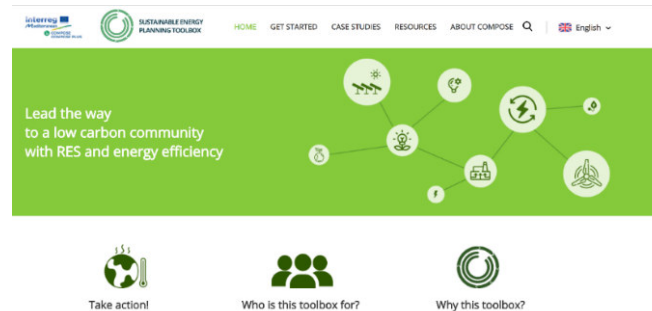 Interreg
Mediterranean
COMPOSE
SUSTAINABLE ENERGY
PLANNING TOOLBOX
HOME GET STARTED CASE STUDIES RESOURCES ABOUT COMPOSE English
Lead the way
to a low carbon community
with RES and energy efficiency
Take action! Who is this toolbox for? Why this toolbox?